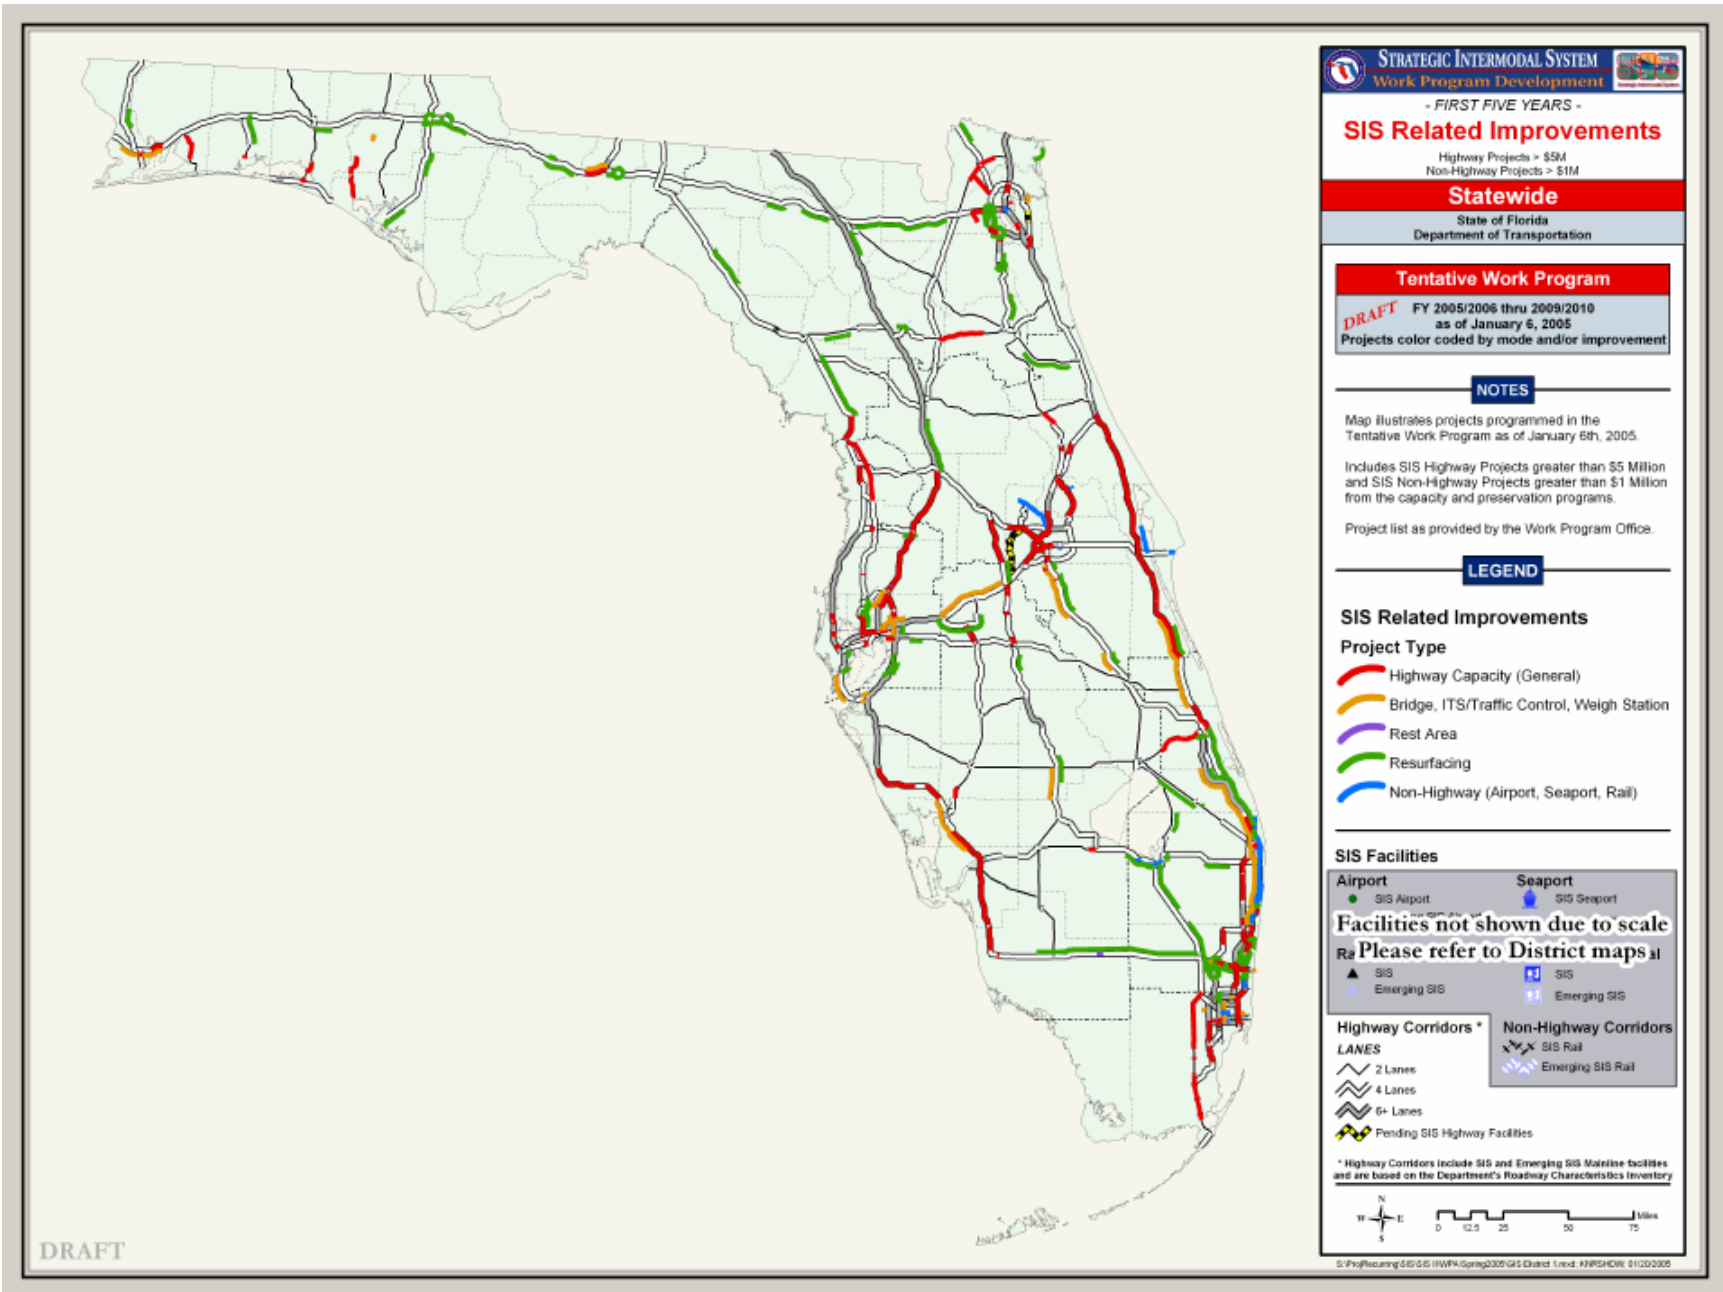 STRATEGIC INTERMODAL SYSTEM
Work Program Development
SIS
- FIRST FIVE YEARS -
SIS Related Improvements
Highway Projects > $5M
Non-Highway Projects > $1M
Statewide
State of Florida
Department of Transportation
Tentative Work Program
DRAFT
FY 2005/2006 thru 2009/2010
as of January 6, 2005
Projects color coded by mode and/or improvement
NOTES
Map illustrates projects programmed in the
Tentative Work Program as of January 6th, 2005.
Includes SIS Highway Projects greater than $5 Million
and SIS Non-Highway Projects greater than $1 Million
from the capacity and preservation programs.
Project list as provided by the Work Program Office.
LEGEND
SIS Related Improvements
Project Type
Highway Capacity (General)
Bridge, ITS/Traffic Control, Weigh Station
Rest Area
Resurfacing
Non-Highway (Airport, Seaport, Rail)
SIS Facilities
Airport Seaport
SIS Airport SIS Seaport
Facilities not shown due to scale
Please refer to District maps
SIS SIS
Emerging SIS Emerging SIS
Highway Corridors * Non-Highway Corridors
LANES SIS Rail
2 Lanes Emerging SIS Rail
4 Lanes
6+ Lanes
Pending SIS Highway Facilities
* Highway Corridors include SIS and Emerging SIS Mainline facilities
and are based on the Department's Roadway Characteristics Inventory
N
W E
S
0 12.5 25 50 75 Miles
DRAFT